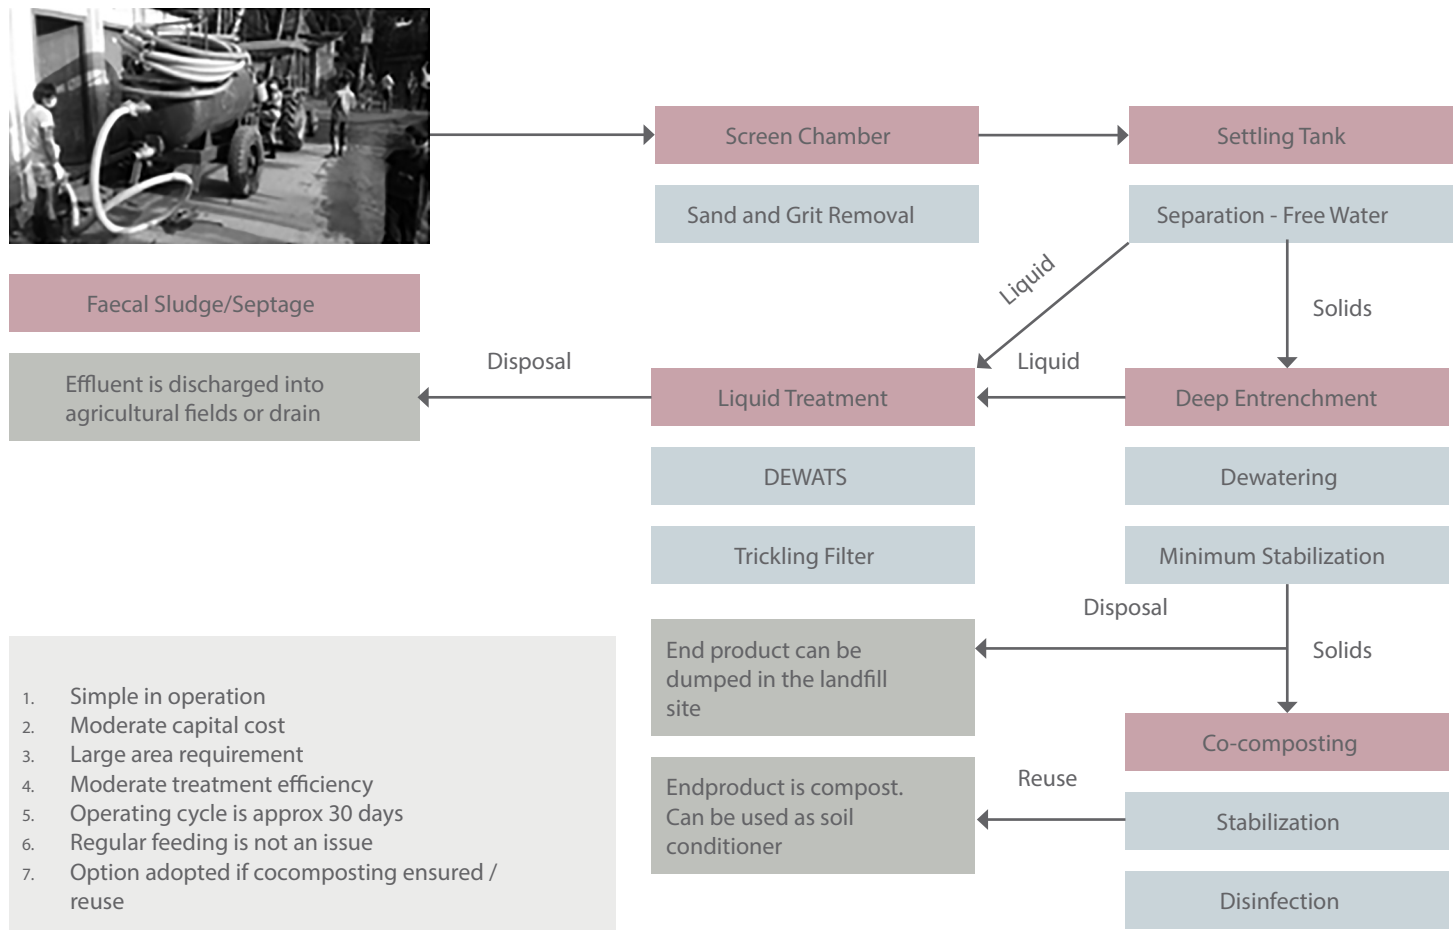 Screen Chamber
Settling Tank
Sand and Grit Removal
Separation - Free Water
Liquid
Solids
Faecal Sludge/Septage
Effluent is discharged into
agricultural fields or drain
Disposal
Liquid Treatment
Liquid
Deep Entrenchment
DEWATS
Dewatering
Trickling Filter
Minimum Stabilization
Disposal
Solids
End product can be
dumped in the landfill
site
Co-composting
Reuse
Endproduct is compost.
Can be used as soil
conditioner
Stabilization
Disinfection
1. Simple in operation
2. Moderate capital cost
3. Large area requirement
4. Moderate treatment efficiency
5. Operating cycle is approx 30 days
6. Regular feeding is not an issue
7. Option adopted if cocomposting ensured /
reuse